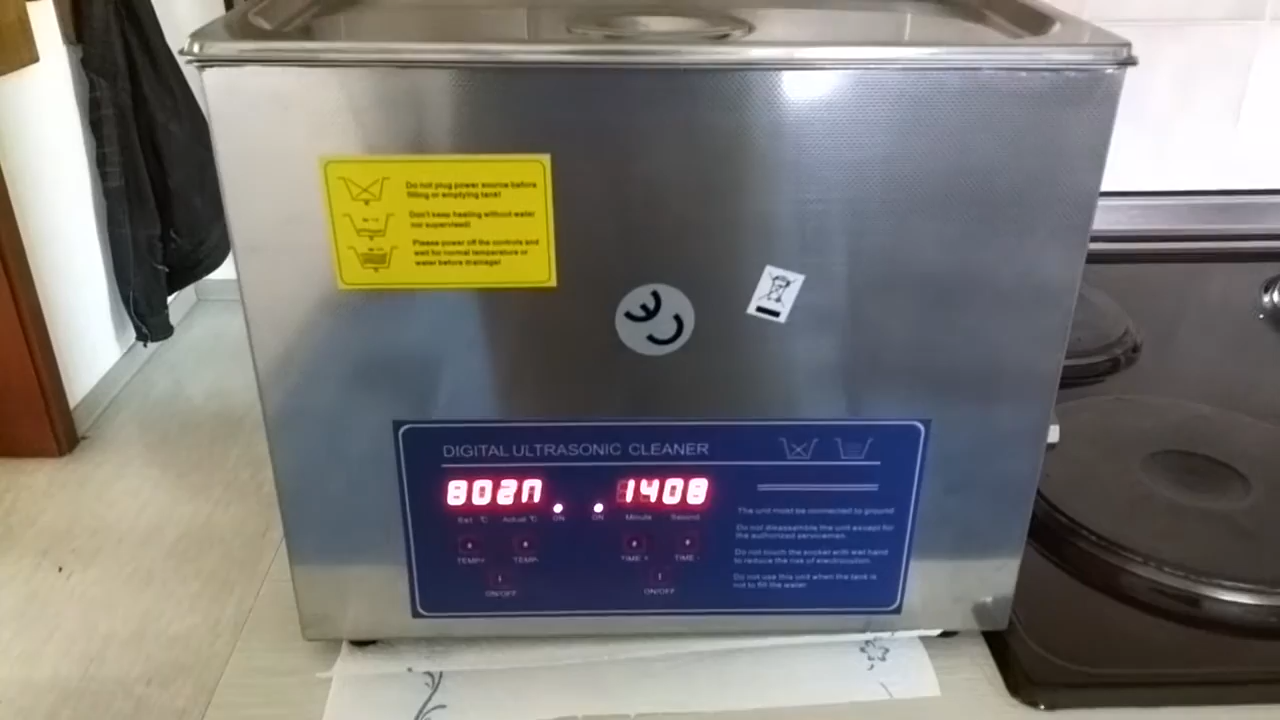 Do not plug power source before
filling or emptying tank!
Don't keep heating without water
nor supervised!
Please power off the controls and
wait for normal temperature or
water before drainage!
CE
DIGITAL ULTRASONIC CLEANER
80 1408
Set ℃ Actual ℃ ON ON Minute Second
TEMP+ TEMP- TIME + TIME -
ON/OFF ON/OFF
The unit must be connected to ground
Do not disassemble the unit except for
the authorized serviceman.
Do not touch the socket with wet hand
to reduce the risk of electrocution.
Do not use this unit when the tank is
not to fill the water